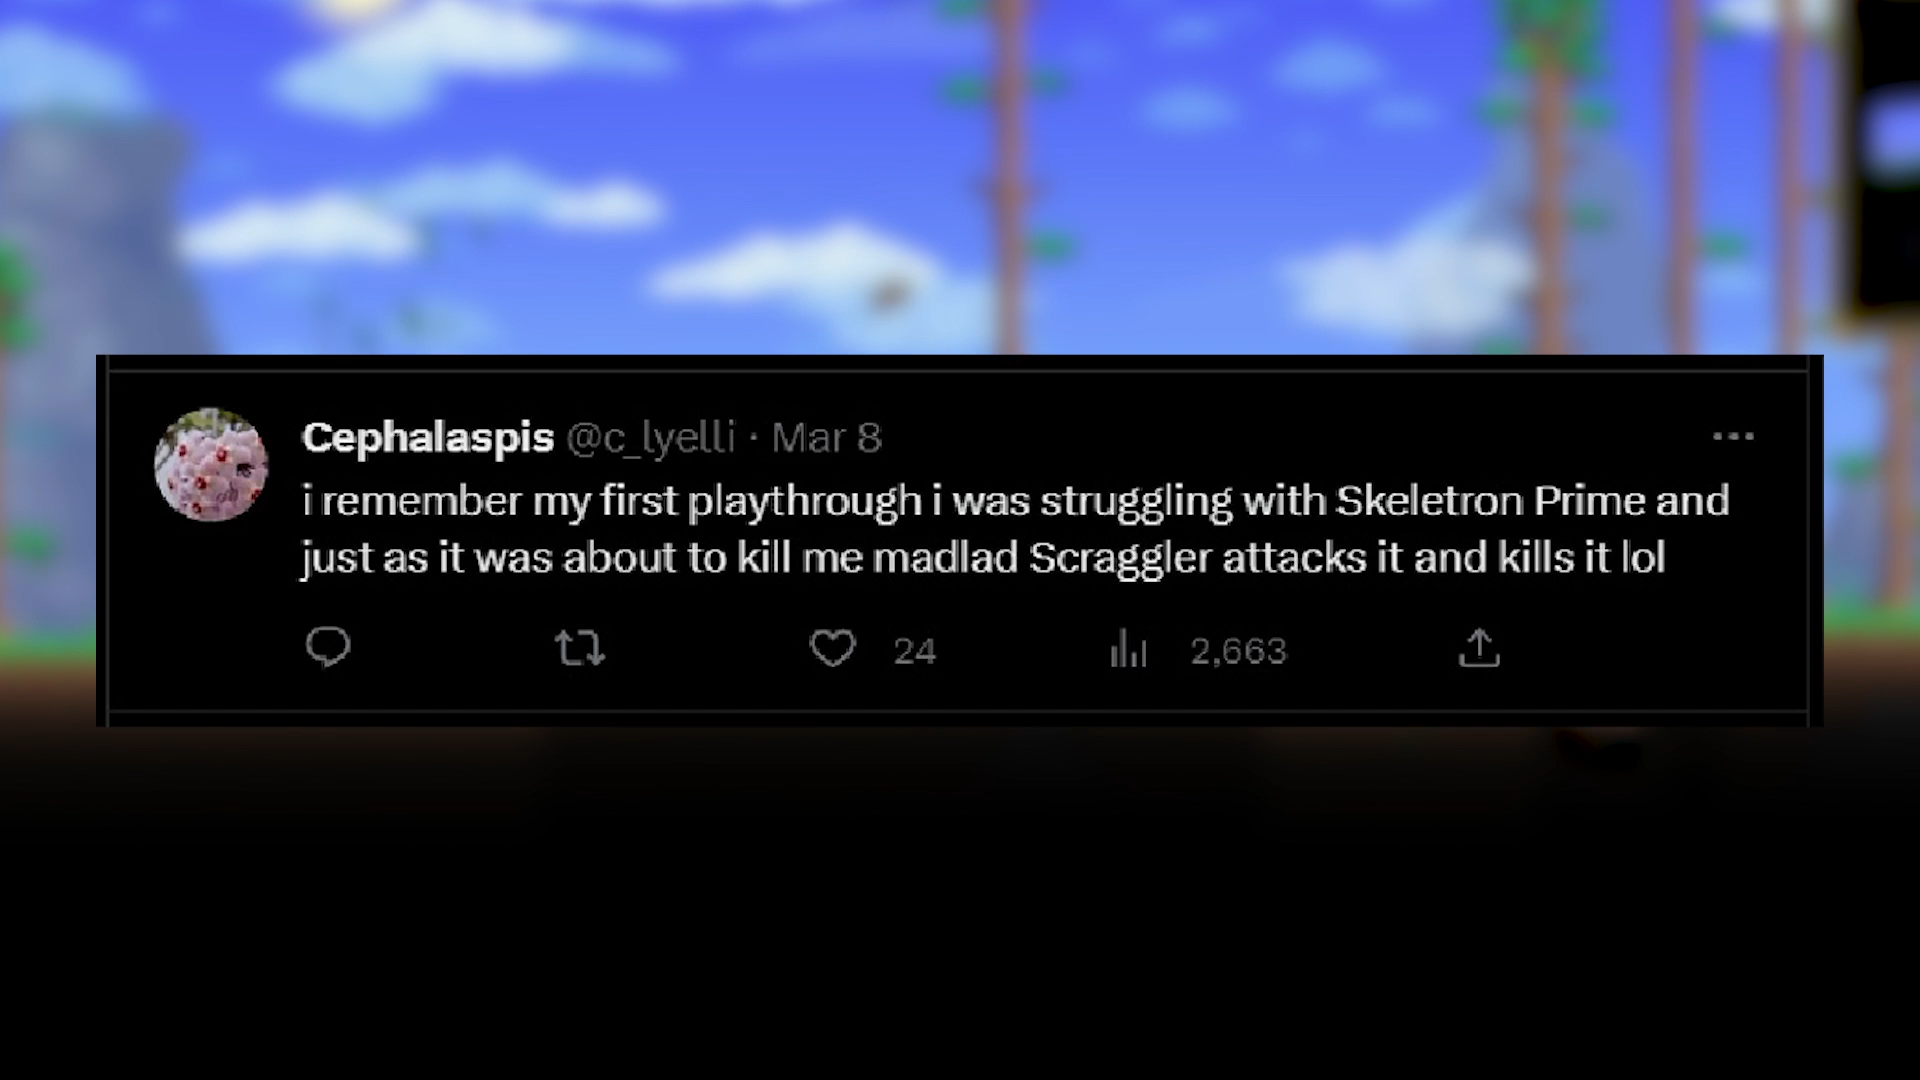 Cephalaspis @c_lyelli · Mar 8
i remember my first playthrough i was struggling with Skeletron Prime and
just as it was about to kill me madlad Scraggler attacks it and kills it lol
24 2,663